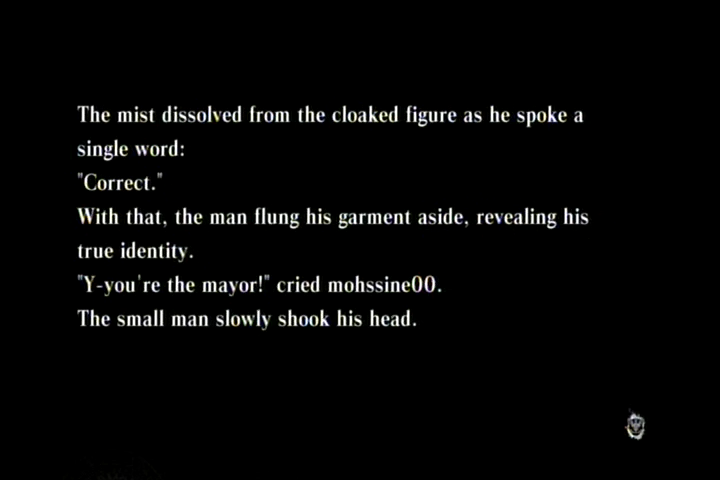 The mist dissolved from the cloaked figure as he spoke a
single word:
"Correct."
With that, the man flung his garment aside, revealing his
true identity.
"Y-you're the mayor!" cried mohssine00.
The small man slowly shook his head.